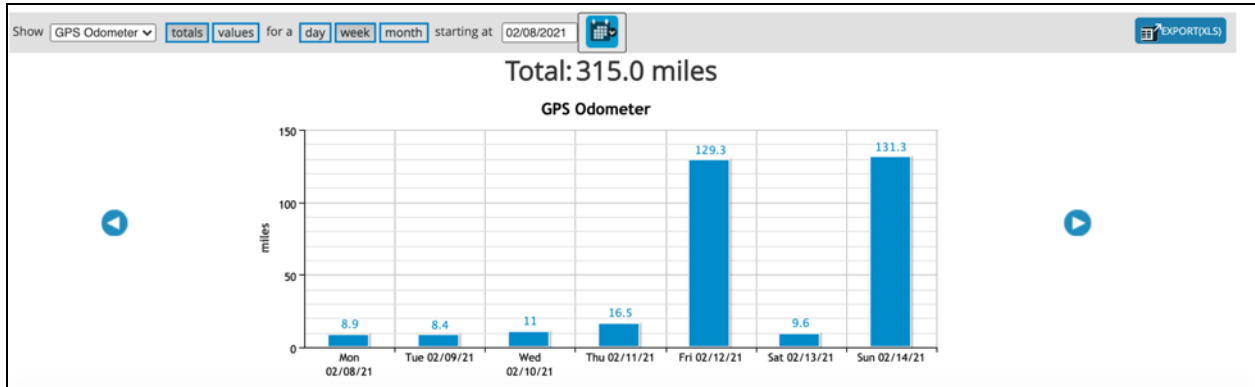 Show GPS Odometer totals values for a day week month starting at 02/08/2021 EXPORT(XLS)
Total: 315.0 miles
GPS Odometer
150
100
50
0
miles
8.9 8.4 11 16.5 129.3 9.6 131.3
Mon 02/08/21
Tue 02/09/21
Wed 02/10/21
Thu 02/11/21
Fri 02/12/21
Sat 02/13/21
Sun 02/14/21